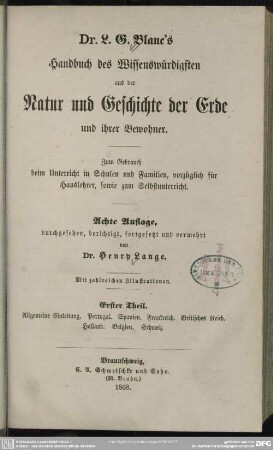 Dr. L. G. Blanc's
Handbuch des Wissenswürdigsten
aus der
Natur und Geschichte der Erde
und ihrer Bewohner.
Zum Gebrauch
beim Unterricht in Schulen und Familien, vorzüglich für
Hauslehrer, sowie zum Selbstunterricht.
Achte Auflage,
durchgesehen, berichtigt, fortgesetzt und vermehrt
von
Dr. Henry Lange.
Mit zahlreichen Illustrationen.
Erster Theil.
Allgemeine Einleitung. Portugal. Spanien. Frankreich. Britisches Reich.
Holland. Belgien. Schweiz.
Braunschweig,
C. A. Schwetschke und Sohn.
(M. Bruhn.)
1868.